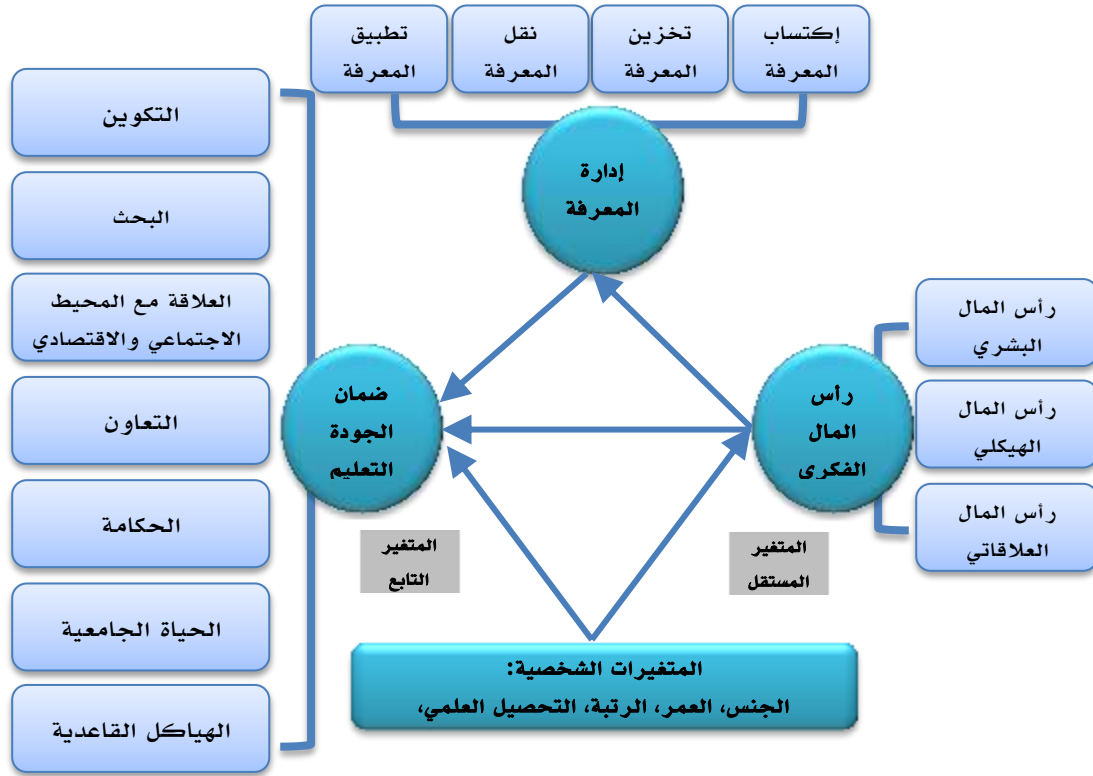 إكتساب
المعرفة
تخزين
المعرفة
نقل
المعرفة
تطبيق
المعرفة
إدارة
المعرفة
رأس المال
البشري
رأس المال
الهيكلي
رأس المال
العلاقاتي
رأس
المال
الفكري
ضمان
الجودة
التعليم
التكوين
البحث
العلاقة مع المحيط
الاجتماعي والاقتصادي
التعاون
الحكامة
الحياة الجامعية
الهياكل القاعدية
المتغير
المستقل
المتغير
التابع
المتغيرات الشخصية:
الجنس، العمر، الرتبة، التحصيل العلمي،